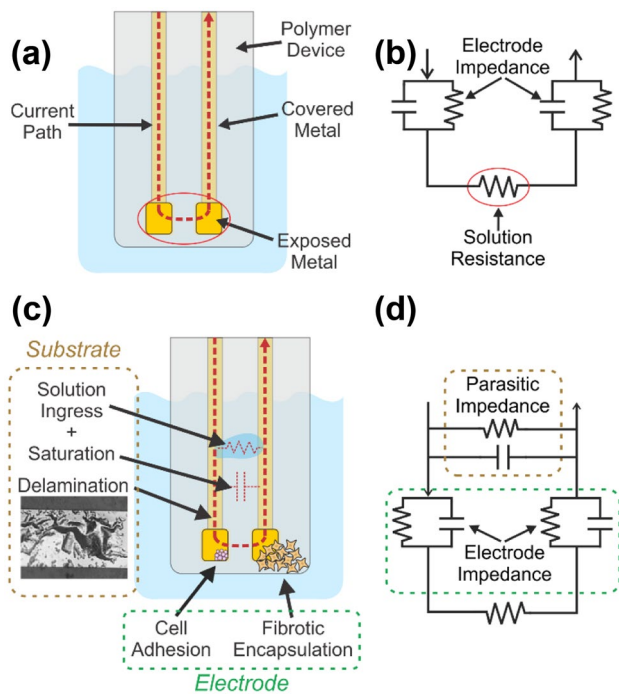 (a)
Polymer
Device
Current
Path
Covered
Metal
Exposed
Metal
(b)
Electrode
Impedance
Solution
Resistance
(c)
Substrate
Solution
Ingress
+
Saturation
Delamination
Cell
Adhesion
Fibrotic
Encapsulation
Electrode
(d)
Parasitic
Impedance
Electrode
Impedance